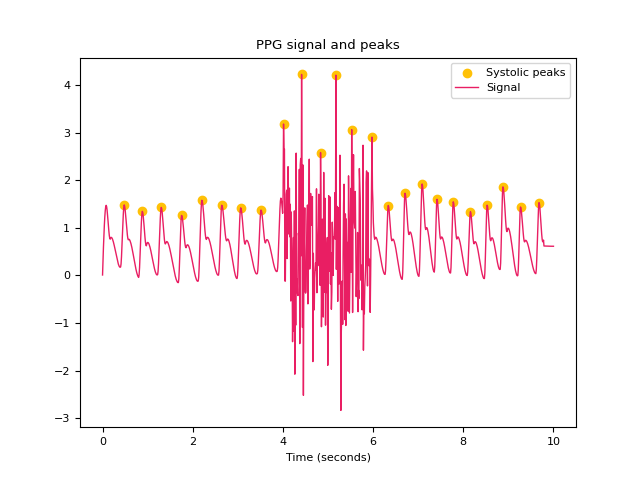 PPG signal and peaks
Systolic peaks
Signal
4
3
2
1
0
−1
−2
−3
0 2 4 6 8 10
Time (seconds)